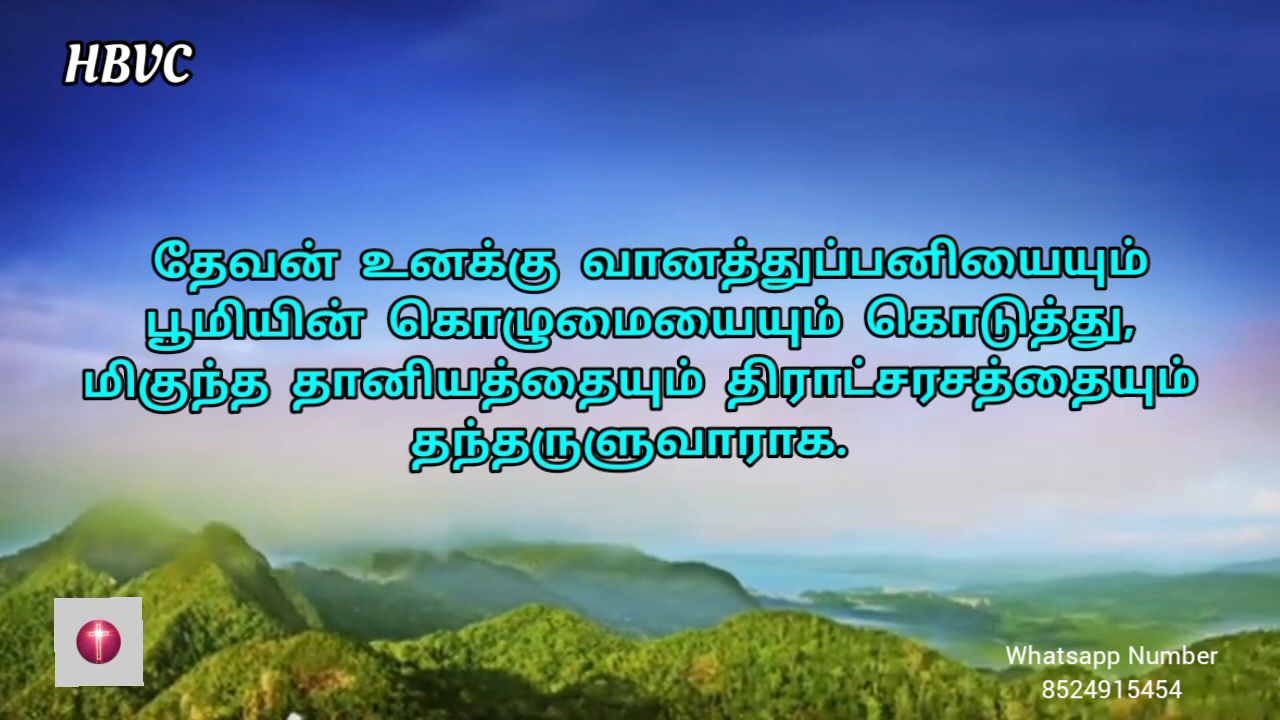 HBVC
தேவன் உனக்கு வானத்துப்பனியையும்
பூமியின் கொழுமையையும் கொடுத்து,
மிகுந்த தானியத்தையும் திராட்சரசத்தையும்
தந்தருளுவாராக.
Whatsapp Number
8524915454